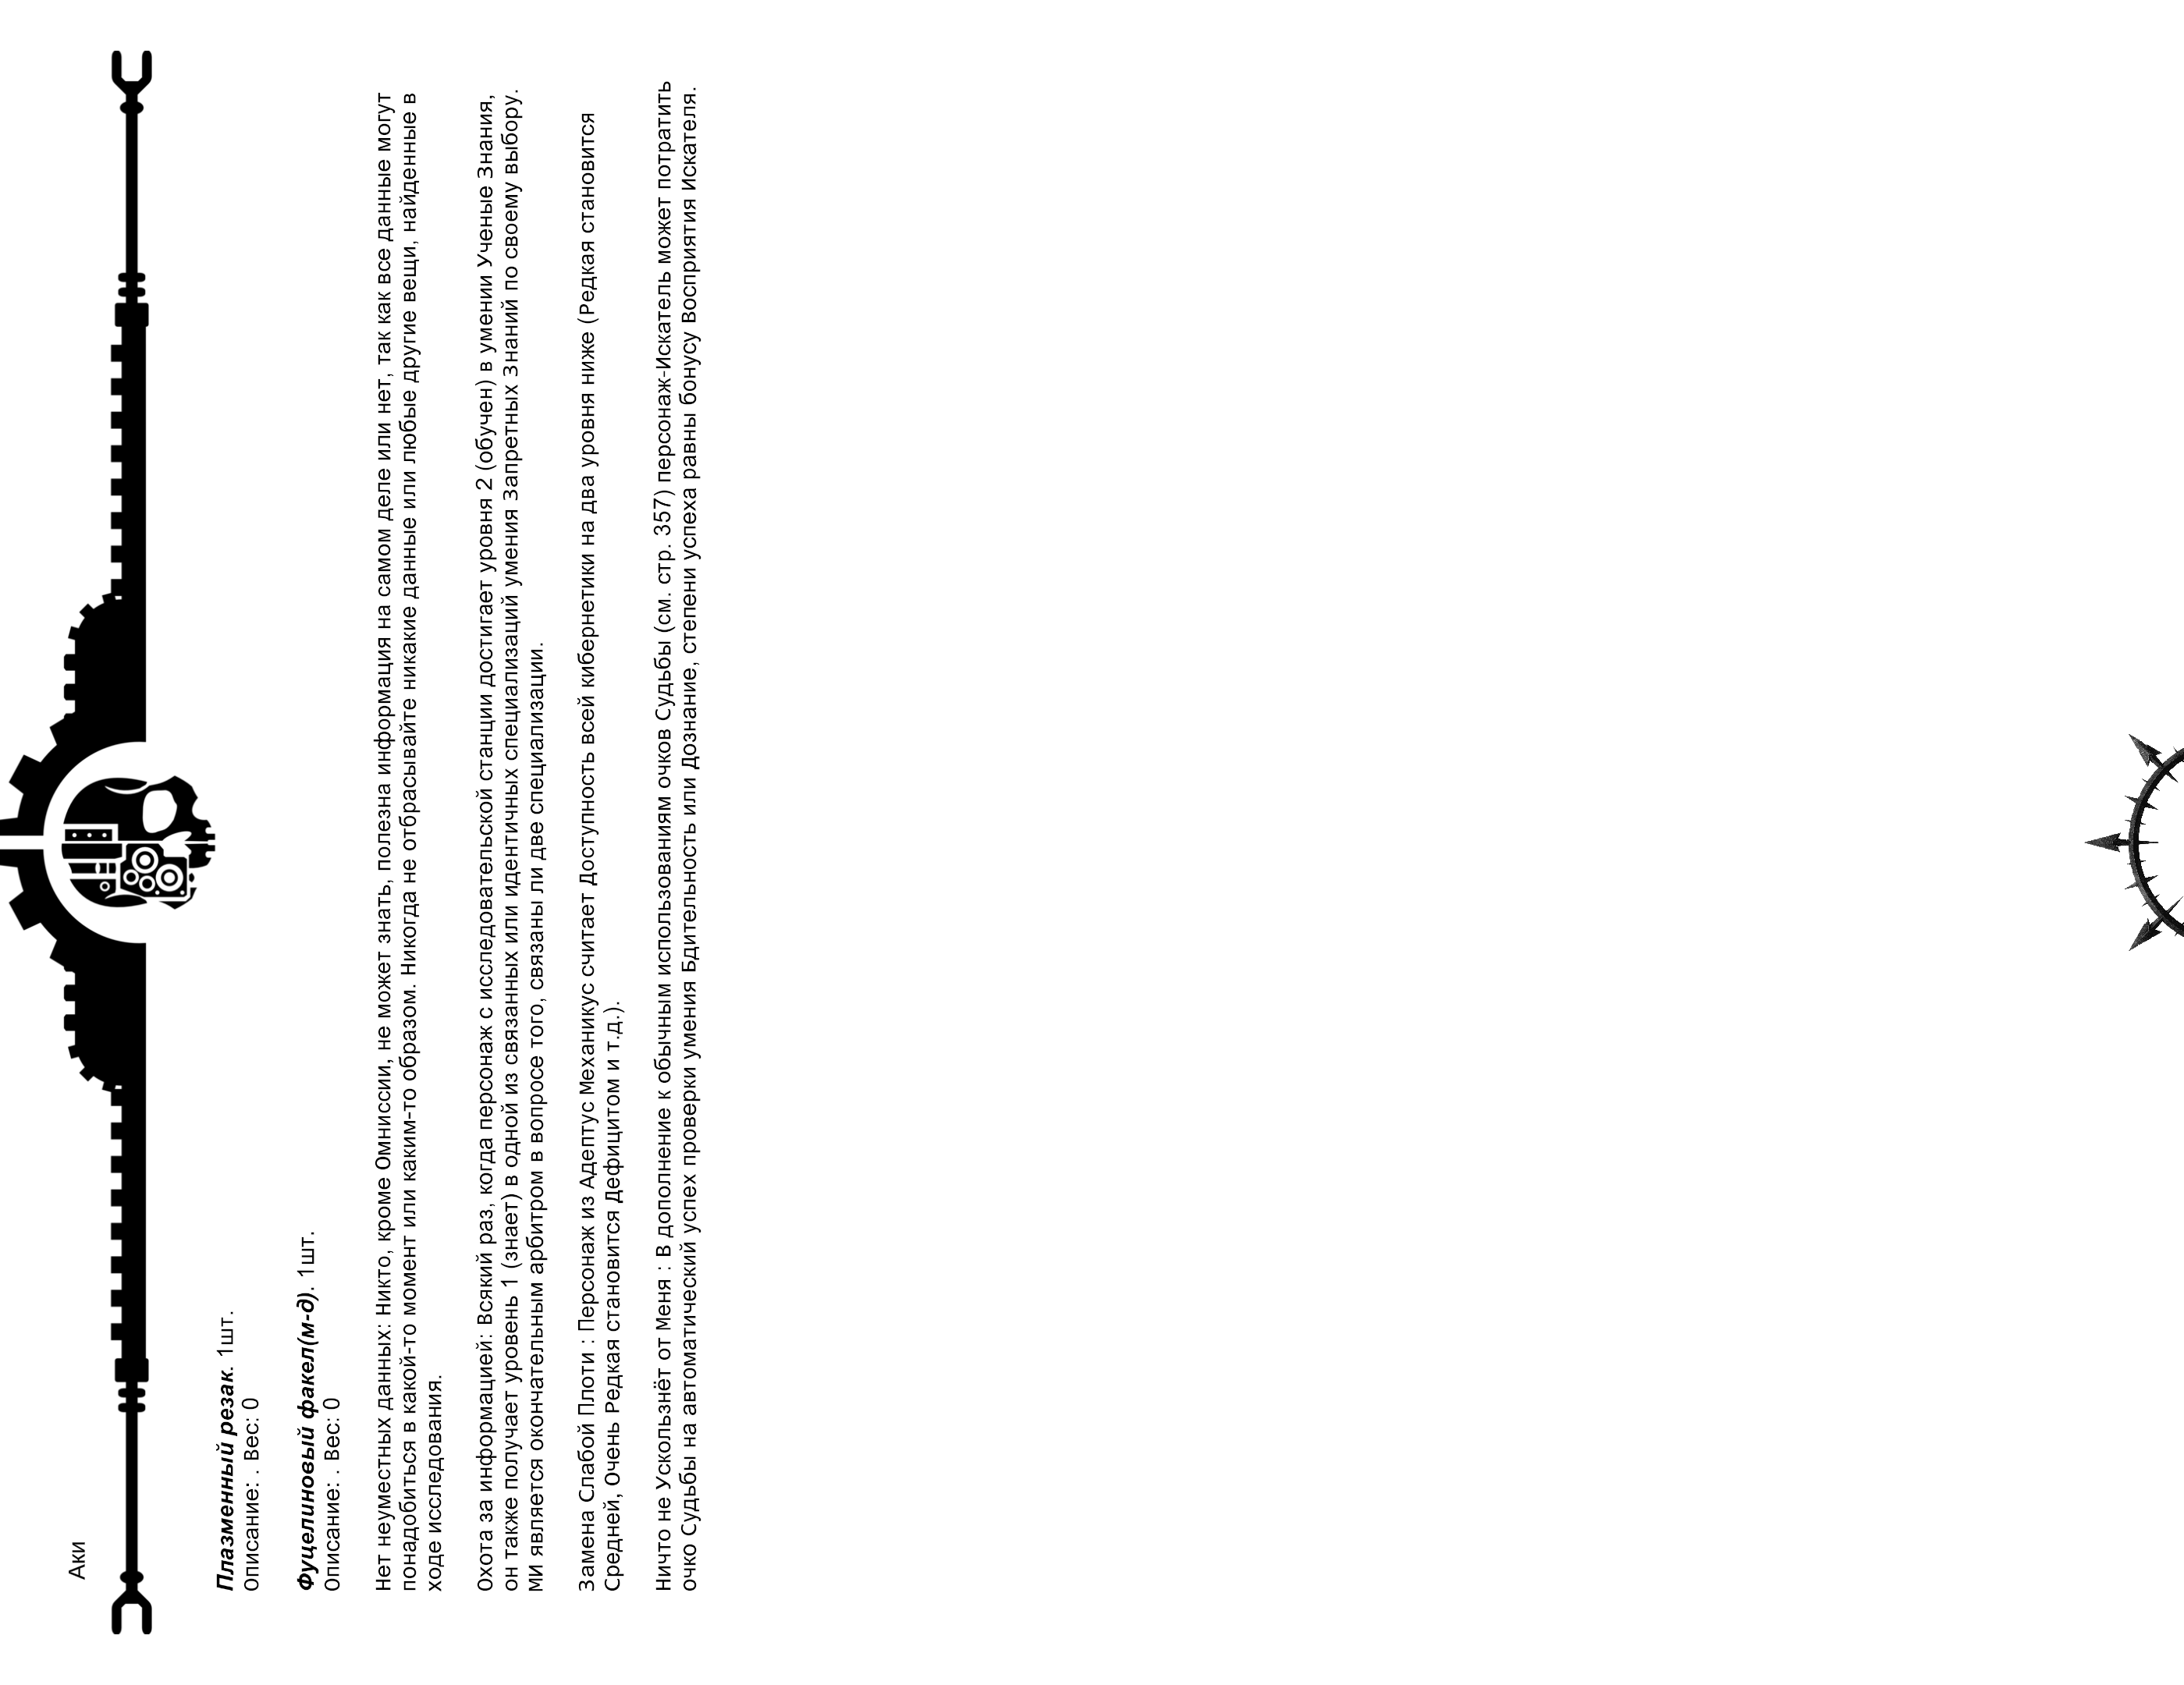 Аки
Плазменный резак. 1шт.
Описание: . Вес: 0
Фуцелиновый факел(м-д). 1шт.
Описание: . Вес: 0
Нет неуместных данных: Никто, кроме Омниссии, не может знать, полезна информация на самом деле или нет, так как все данные могут
понадобиться в какой-то момент или каким-то образом. Никогда не отбрасывайте никакие данные или любые другие вещи, найденные в
ходе исследования.
Охота за информацией: Всякий раз, когда персонаж с исследовательской станции достигает уровня 2 (обучен) в умении Ученые Знания,
он также получает уровень 1 (знает) в одной из связанных или идентичных специализаций умения Запретных Знаний по своему выбору.
МИ является окончательным арбитром в вопросе того, связаны ли две специализации.
Замена Слабой Плоти : Персонаж из Адептус Механикус считает Доступность всей кибернетики на два уровня ниже (Редкая становится
Средней, Очень Редкая становится Дефицитом и т.д.).
Ничто не Ускользнёт от Меня : В дополнение к обычным использованиям очков Судьбы (см. стр. 357) персонаж-Искатель может потратить
очко Судьбы на автоматический успех проверки умения Бдительность или Дознание, степени успеха равны бонусу Восприятия Искателя.